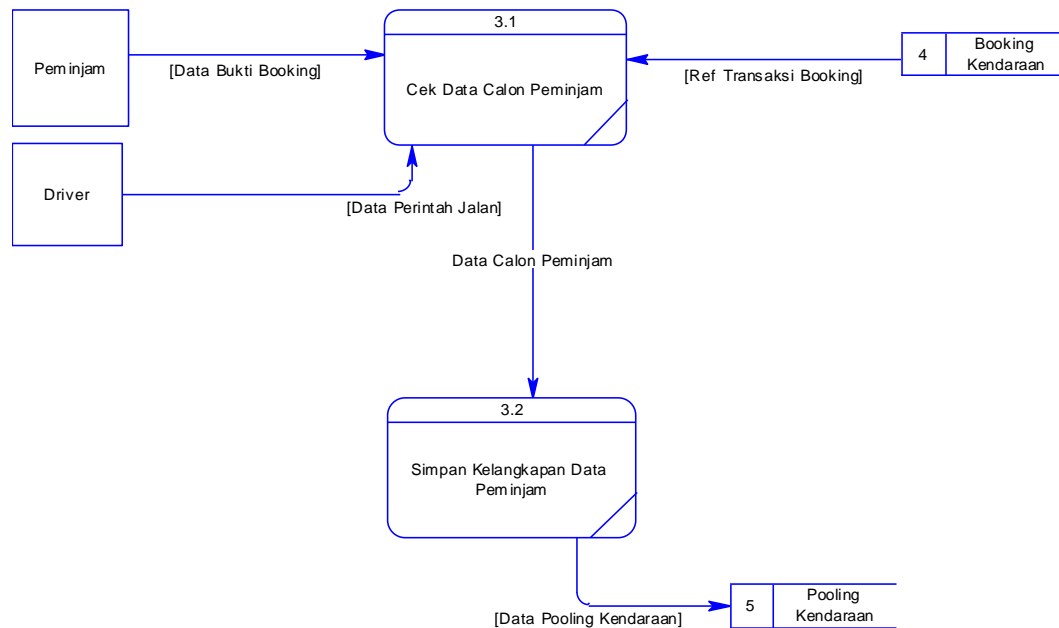 3.1
Peminjam
[Data Bukti Booking]
Cek Data Calon Peminjam
[Ref Transaksi Booking]
4
Booking
Kendaraan
Driver
[Data Perintah Jalan]
Data Calon Peminjam
3.2
Simpan Kelangkapan Data
Peminjam
[Data Pooling Kendaraan]
5
Pooling
Kendaraan